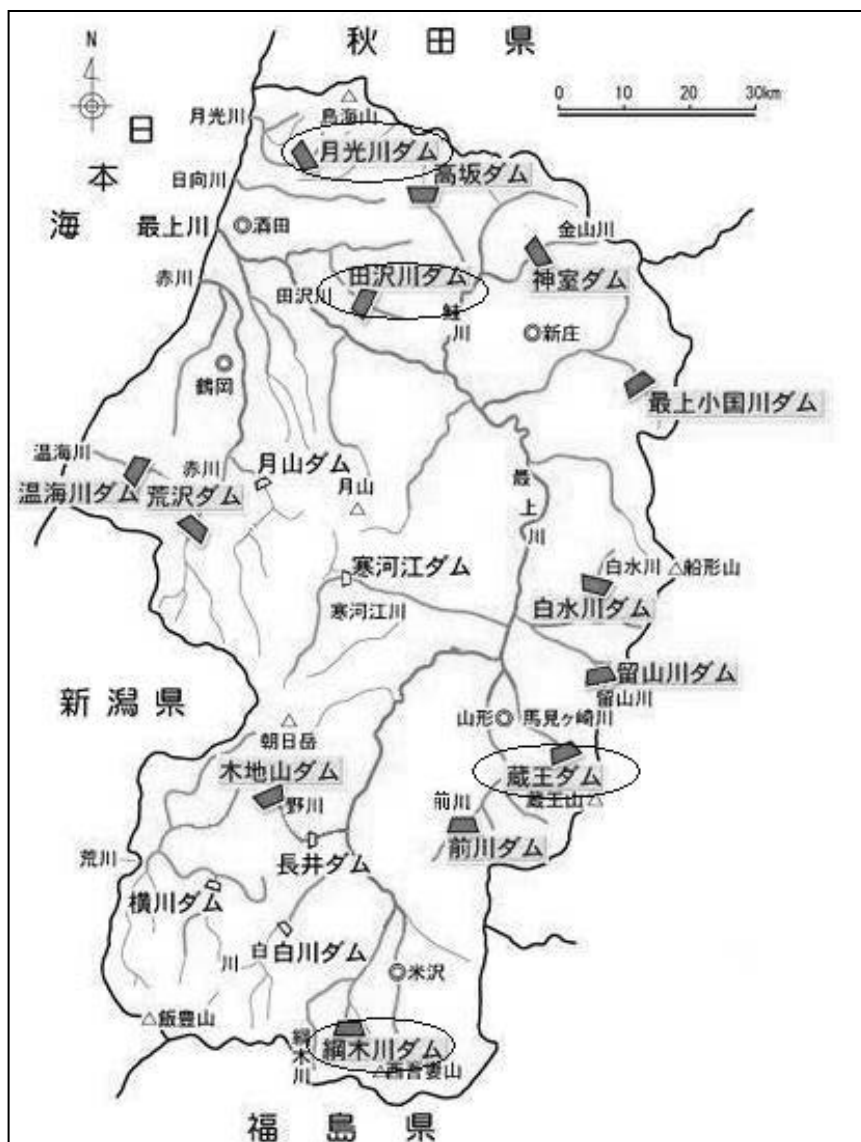 秋田県
N
0 10 20 30km
日本海
月光川
鳥海山
月光川ダム
日向川
高坂ダム
最上川
酒田
金山川
赤川
田沢川ダム
田沢川
鮭川
神室ダム
新庄
鶴岡
最上小国川ダム
温海川
赤川
月山ダム
温海川ダム
荒沢ダム
月山
最上川
寒河江ダム
白水川
船形山
寒河江川
白水川ダム
留山川ダム
留山川
新潟県
朝日岳
山形
馬見ヶ崎川
木地山ダム
蔵王ダム
野川
前川
蔵王山
荒川
長井ダム
前川ダム
横川ダム
白川
白川ダム
米沢
飯豊山
綱木川
綱木川ダム
西吾妻山
福島県